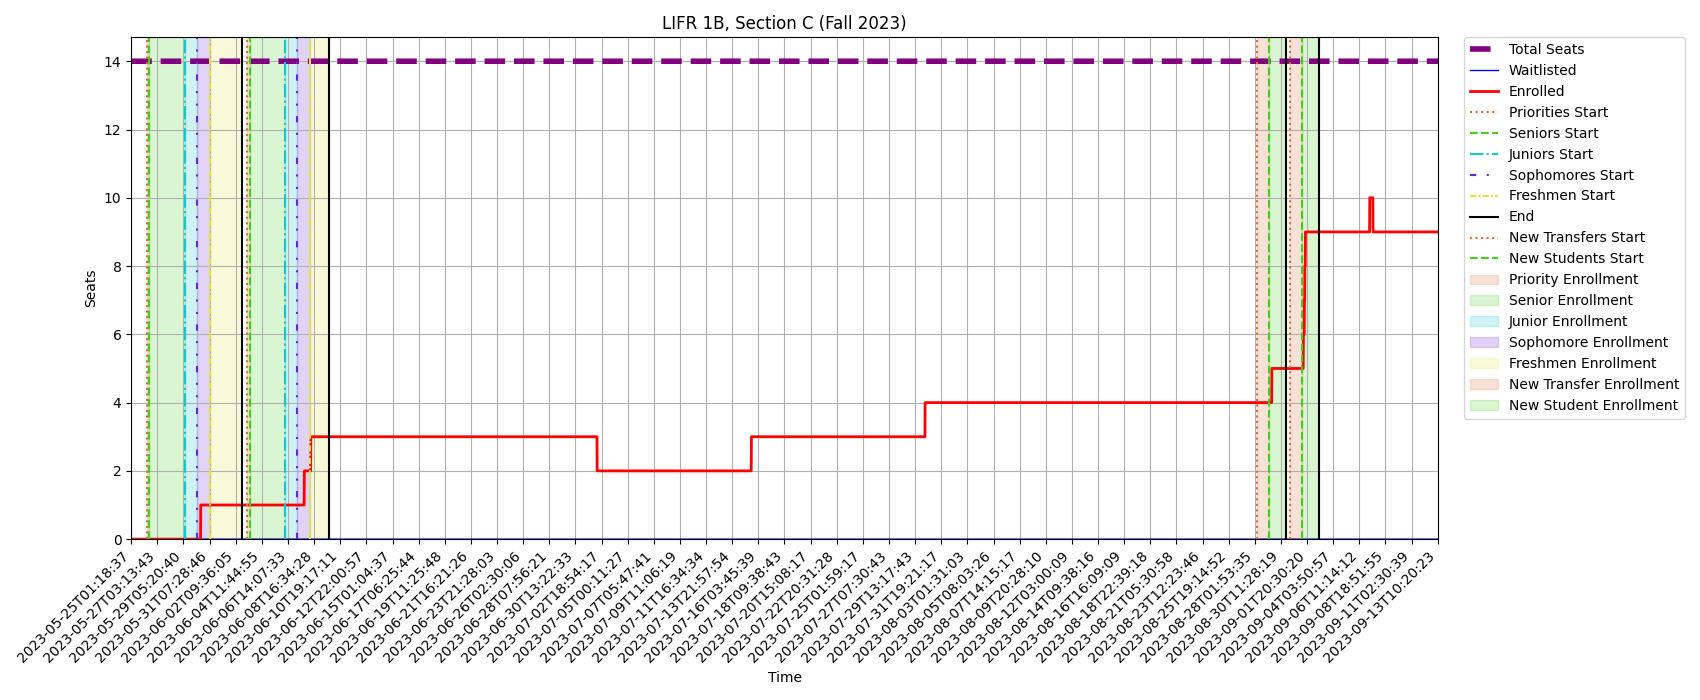 LIFR 1B, Section C (Fall 2023)
Seats
14
12
10
8
6
4
2
0
2023-05-25T01:18:37
2023-05-27T03:13:43
2023-05-29T05:20:40
2023-05-31T07:28:46
2023-06-02T09:36:05
2023-06-04T11:44:55
2023-06-06T14:07:33
2023-06-08T16:34:28
2023-06-10T19:17:11
2023-06-12T22:00:57
2023-06-15T01:04:37
2023-06-17T06:25:44
2023-06-19T11:25:48
2023-06-21T16:21:26
2023-06-23T21:28:03
2023-06-26T02:30:06
2023-06-28T07:56:21
2023-06-30T13:22:33
2023-07-02T18:54:17
2023-07-05T00:11:27
2023-07-07T05:47:41
2023-07-09T11:06:19
2023-07-11T16:34:34
2023-07-13T21:57:54
2023-07-16T03:45:39
2023-07-18T09:38:43
2023-07-20T15:08:17
2023-07-22T20:31:28
2023-07-25T01:59:17
2023-07-27T07:30:43
2023-07-29T13:17:43
2023-07-31T19:21:17
2023-08-03T01:31:03
2023-08-05T08:03:26
2023-08-07T14:15:17
2023-08-09T20:28:10
2023-08-12T03:00:09
2023-08-14T09:38:16
2023-08-16T16:09:09
2023-08-18T22:39:18
2023-08-21T05:30:58
2023-08-23T12:23:46
2023-08-25T19:14:52
2023-08-28T01:53:35
2023-08-30T11:28:19
2023-09-01T20:30:20
2023-09-04T03:50:57
2023-09-06T11:14:12
2023-09-08T18:51:55
2023-09-11T02:30:39
2023-09-13T10:20:23
Time
Total Seats
Waitlisted
Enrolled
Priorities Start
Seniors Start
Juniors Start
Sophomores Start
Freshmen Start
End
New Transfers Start
New Students Start
Priority Enrollment
Senior Enrollment
Junior Enrollment
Sophomore Enrollment
Freshmen Enrollment
New Transfer Enrollment
New Student Enrollment